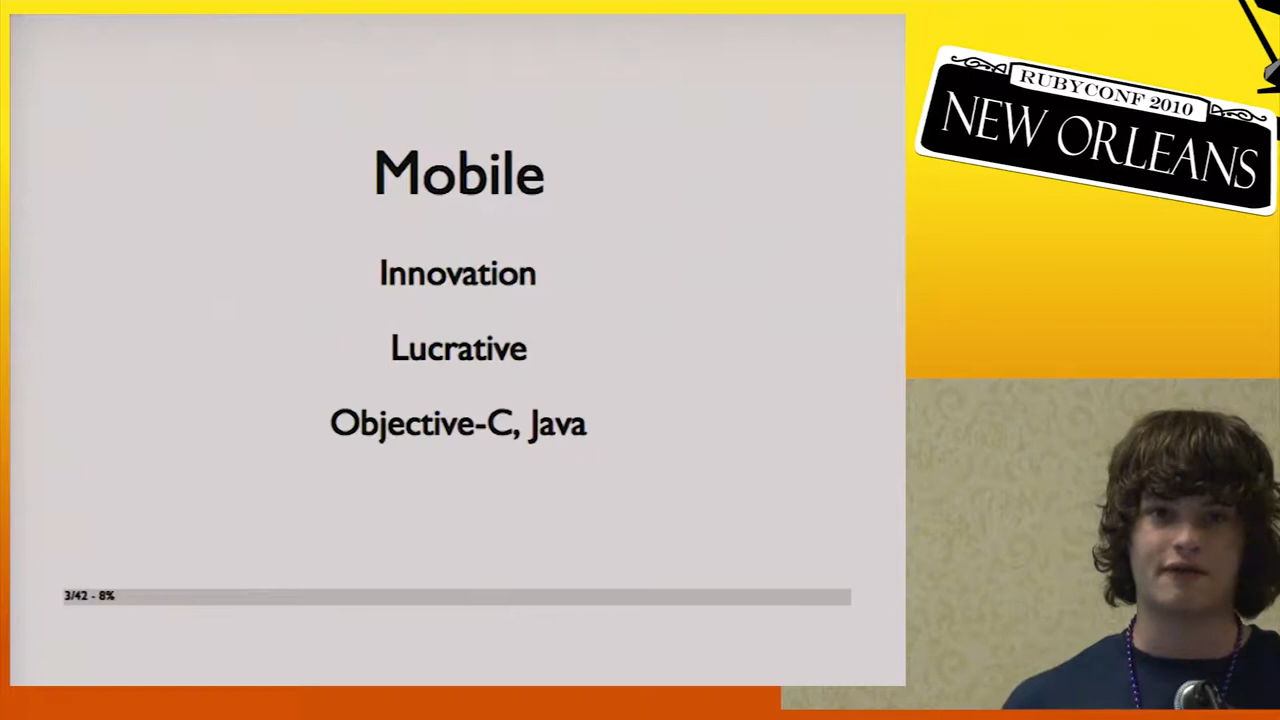 Mobile
Innovation
Lucrative
Objective-C, Java
3/42 - 8%
RUBYCONF 2010
NEW ORLEANS